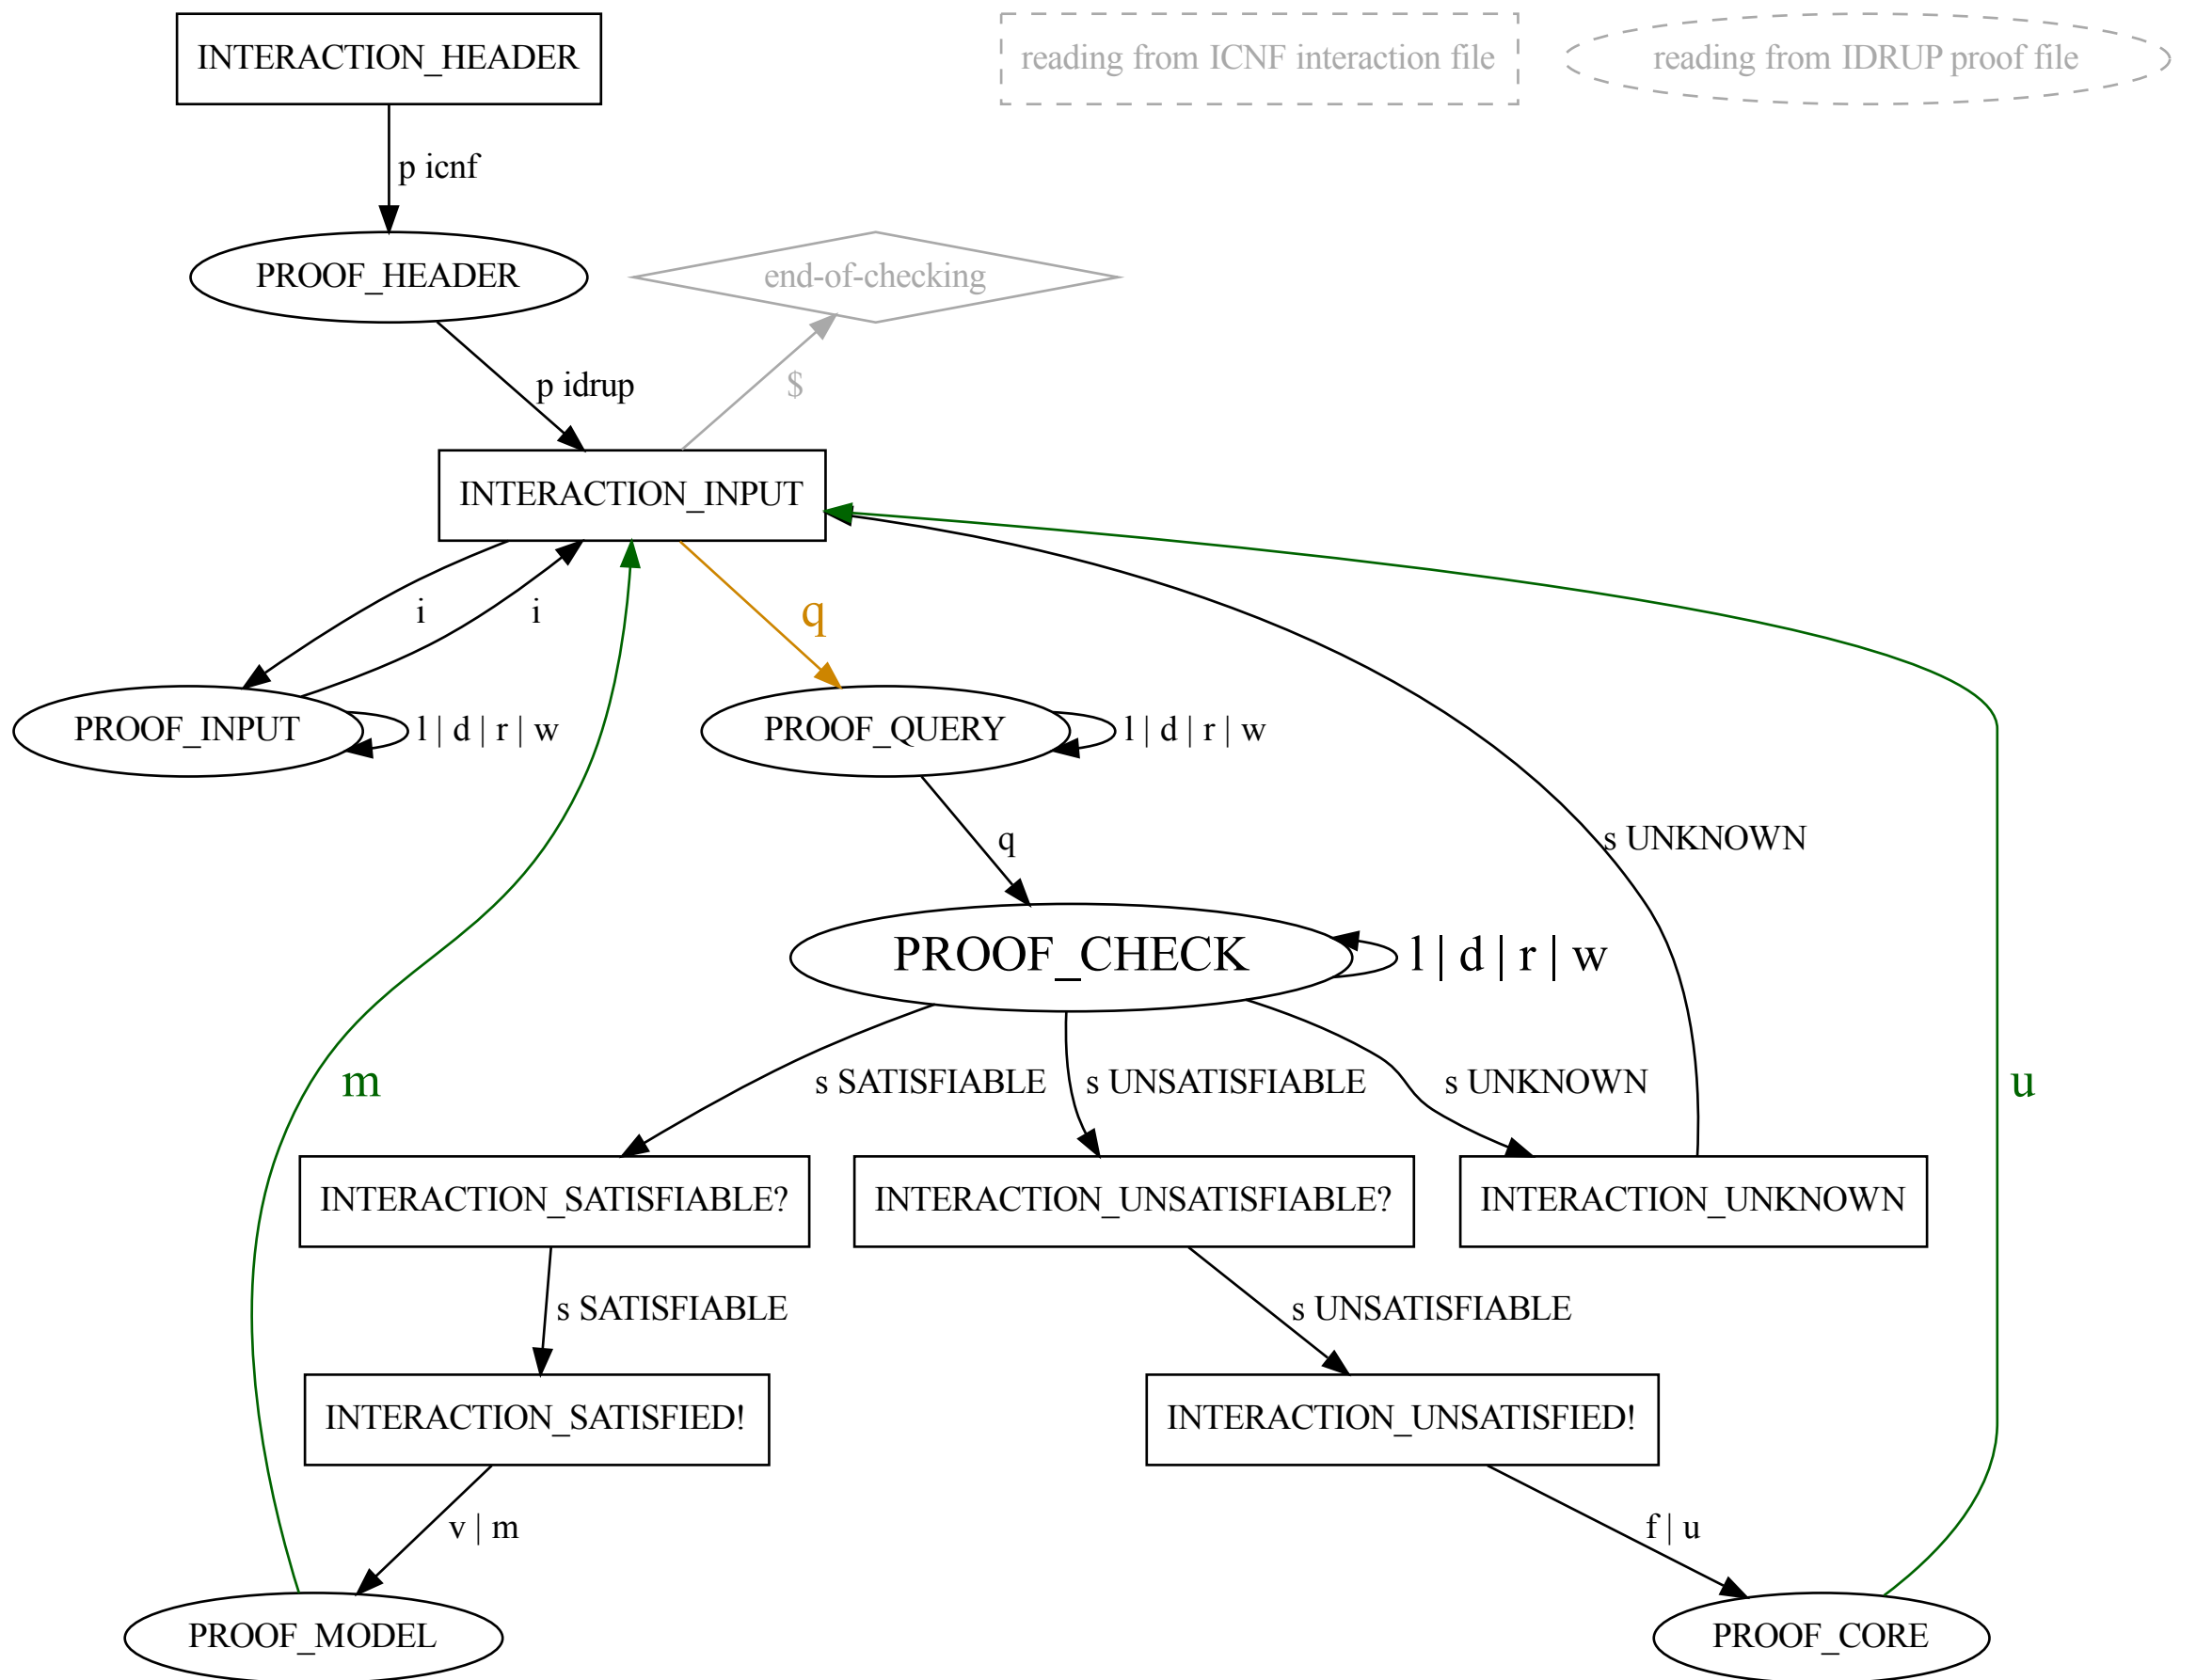 INTERACTION_HEADER
reading from ICNF interaction file
reading from IDRUP proof file
p icnf
PROOF_HEADER
end-of-checking
p idrup
$
INTERACTION_INPUT
i
i
q
PROOF_INPUT
l | d | r | w
PROOF_QUERY
l | d | r | w
q
s UNKNOWN
PROOF_CHECK
l | d | r | w
m
s SATISFIABLE
s UNSATISFIABLE
s UNKNOWN
u
INTERACTION_SATISFIABLE?
INTERACTION_UNSATISFIABLE?
INTERACTION_UNKNOWN
s SATISFIABLE
s UNSATISFIABLE
INTERACTION_SATISFIED!
INTERACTION_UNSATISFIED!
v | m
f | u
PROOF_MODEL
PROOF_CORE